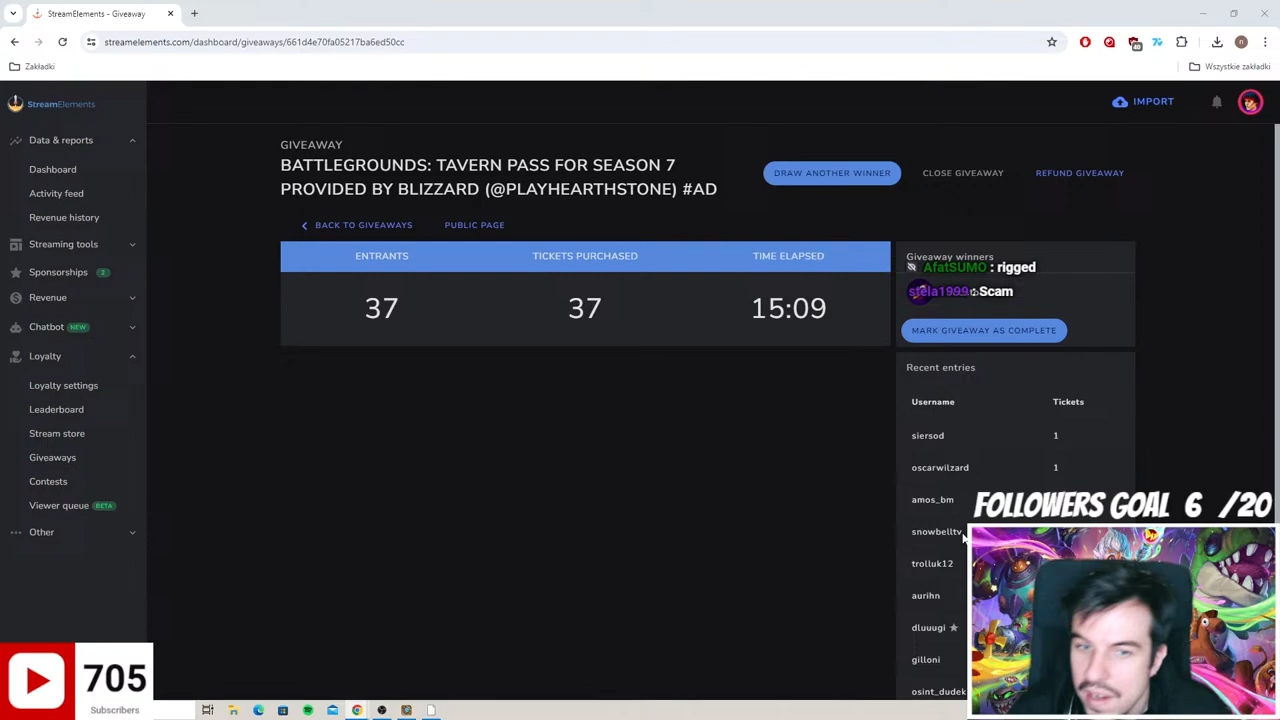 StreamElements - Giveaway
streamelements.com/dashboard/giveaways/661d4e70fa05217ba6ed50cc
40
Zakładki
Wszystkie zakładki
StreamElements
IMPORT
Data & reports
Dashboard
Activity feed
Revenue history
Streaming tools
Sponsorships 2
Revenue
Chatbot NEW
Loyalty
Loyalty settings
Leaderboard
Stream store
Giveaways
Contests
Viewer queue BETA
Other
GIVEAWAY
BATTLEGROUNDS: TAVERN PASS FOR SEASON 7
PROVIDED BY BLIZZARD (@PLAYHEARTHSTONE) #AD
DRAW ANOTHER WINNER
CLOSE GIVEAWAY
REFUND GIVEAWAY
BACK TO GIVEAWAYS
PUBLIC PAGE
ENTRANTS
TICKETS PURCHASED
TIME ELAPSED
37
37
15:09
Giveaway winners
AfatSUMO : rigged
stela1999 : Scam
MARK GIVEAWAY AS COMPLETE
Recent entries
Username Tickets
siersod 1
oscarwilzard 1
amos_bm
snowbelltv
trolluk12
aurihn
dluuugi
gilloni
osint_dudek
FOLLOWERS GOAL 6 /20
705
Subscribers